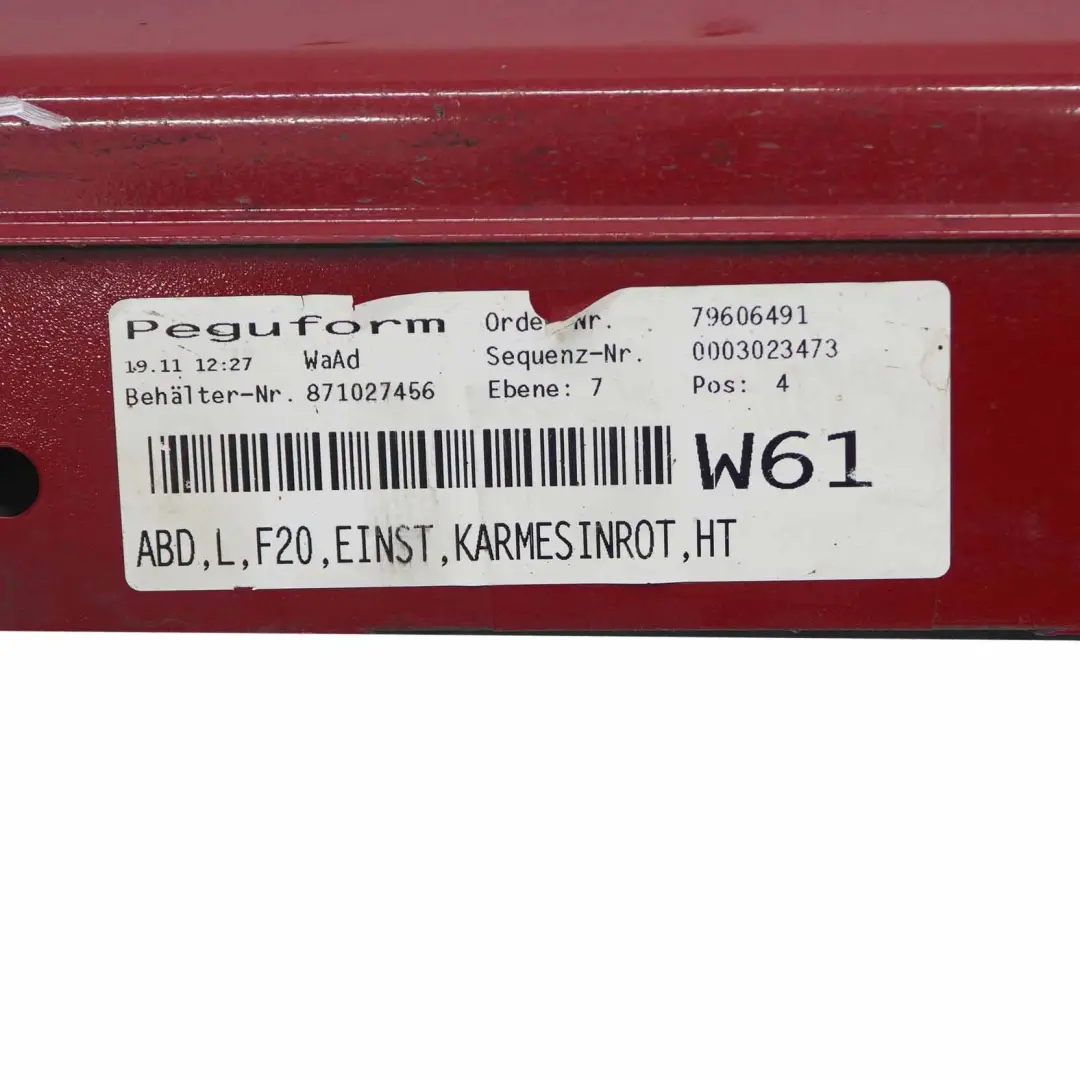 Peguform Order Nr. 79606491
19.11 12:27 WaAd Sequenz-Nr. 0003023473
Behälter-Nr. 871027456 Ebene: 7 Pos: 4
W61
ABD,L,F20,EINST,KARMESINROT,HT